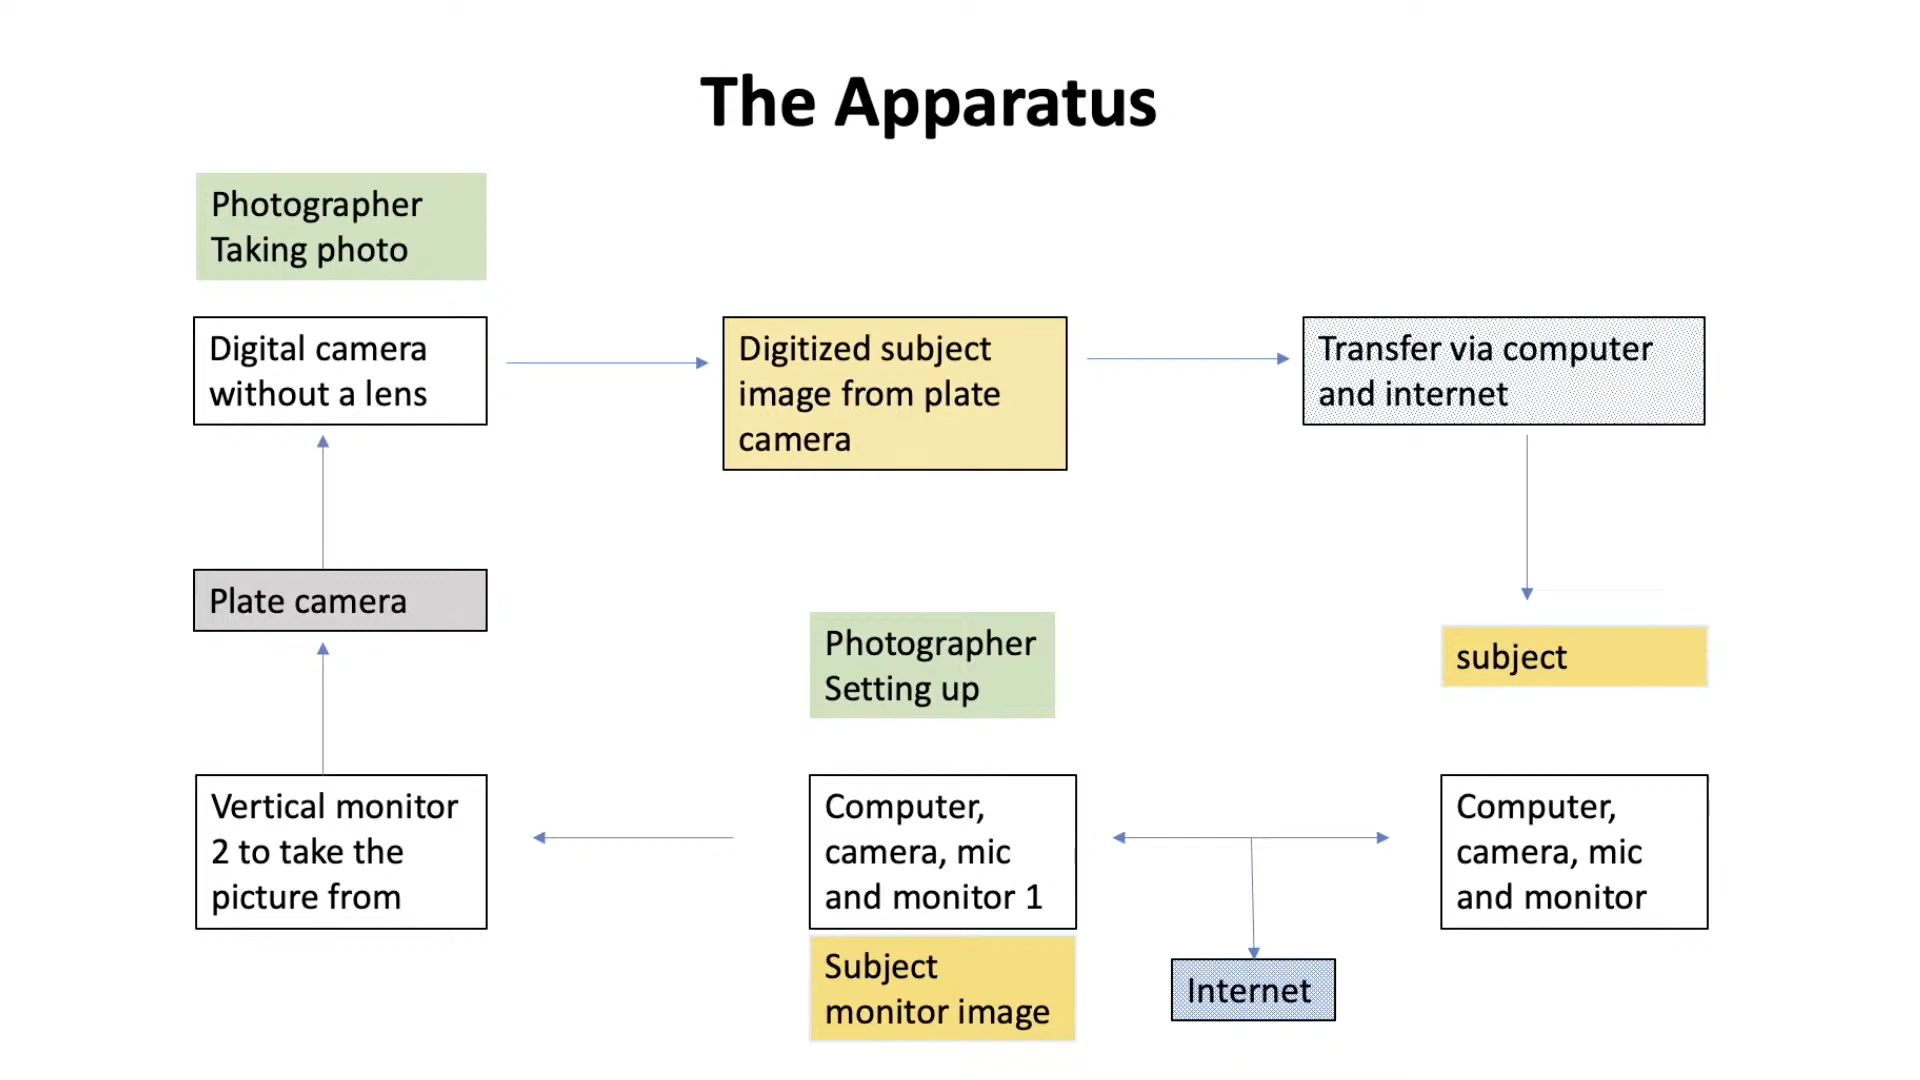 The Apparatus
Photographer
Taking photo
Digital camera
without a lens
Digitized subject
image from plate
camera
Transfer via computer
and internet
Plate camera
Photographer
Setting up
subject
Vertical monitor
2 to take the
picture from
Computer,
camera, mic
and monitor 1
Computer,
camera, mic
and monitor
Subject
monitor image
Internet